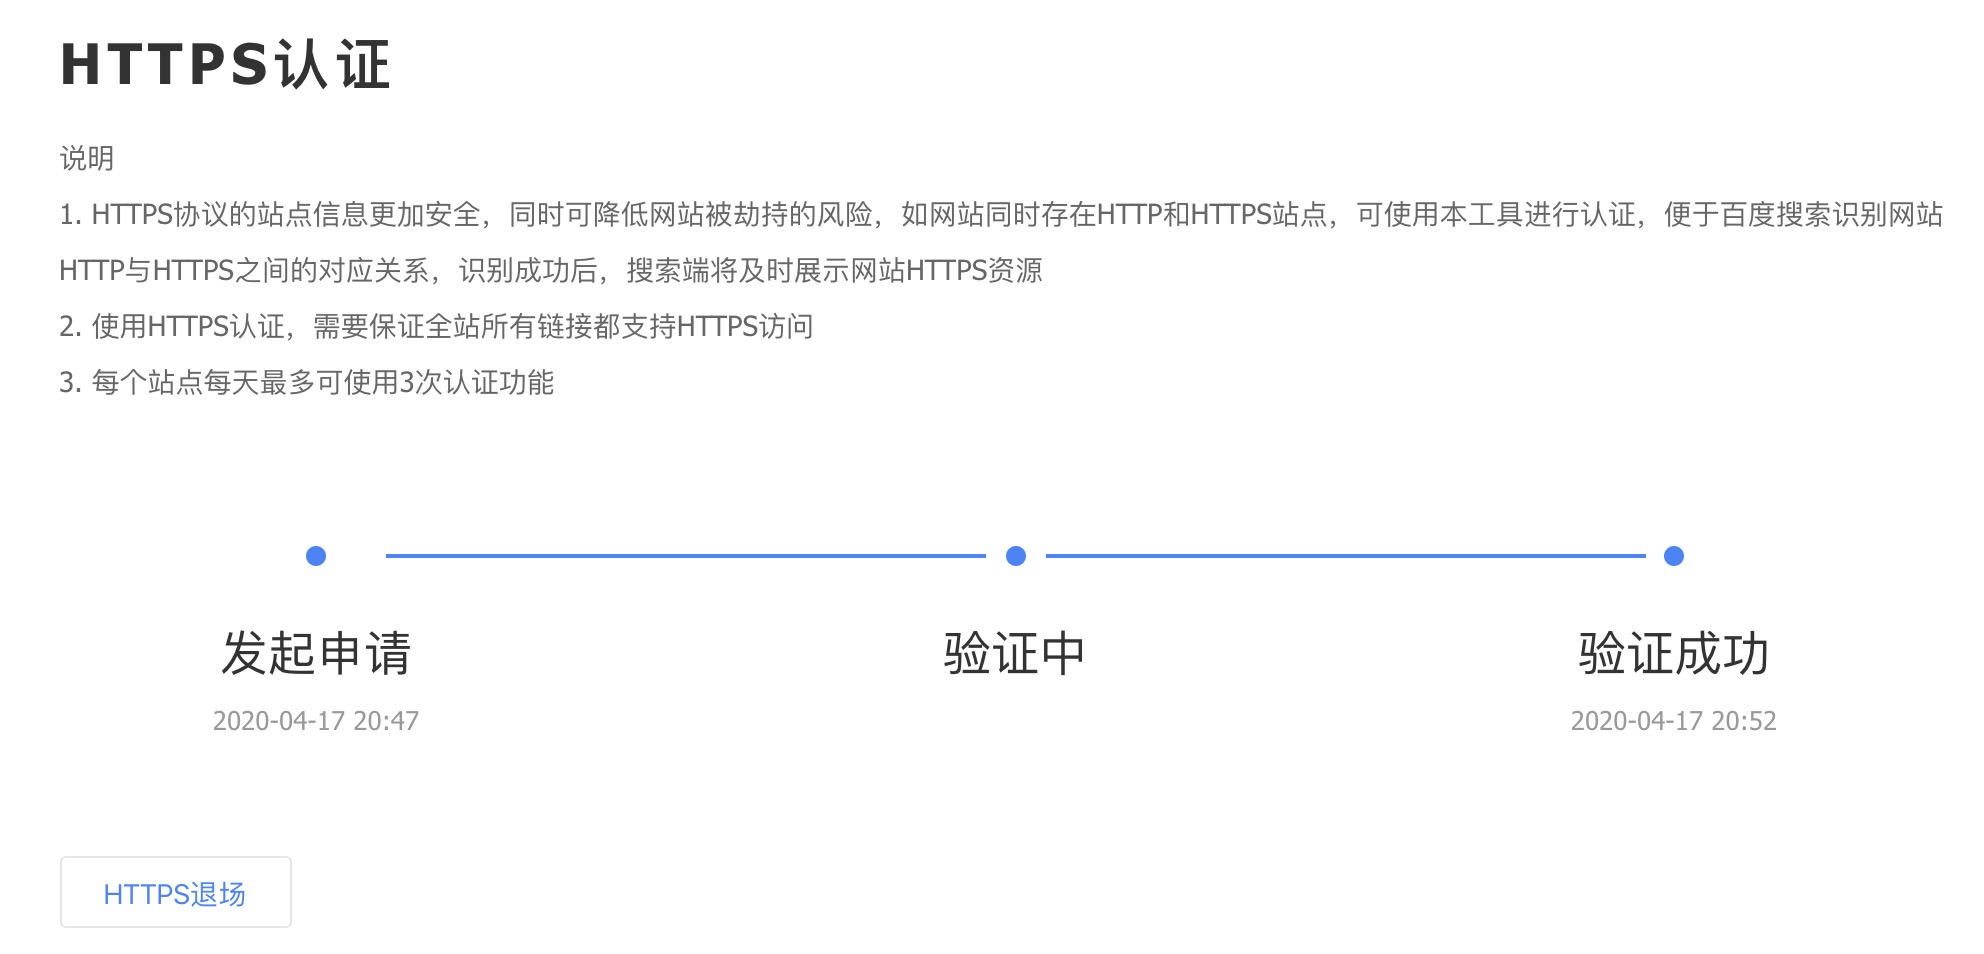 HTTPS认证
说明
1. HTTPS协议的站点信息更加安全，同时可降低网站被劫持的风险，如网站同时存在HTTP和HTTPS站点，可使用本工具进行认证，便于百度搜索识别网站
HTTP与HTTPS之间的对应关系，识别成功后，搜索端将及时展示网站HTTPS资源
2. 使用HTTPS认证，需要保证全站所有链接都支持HTTPS访问
3. 每个站点每天最多可使用3次认证功能
发起申请 验证中 验证成功
2020-04-17 20:47 2020-04-17 20:52
HTTPS退场